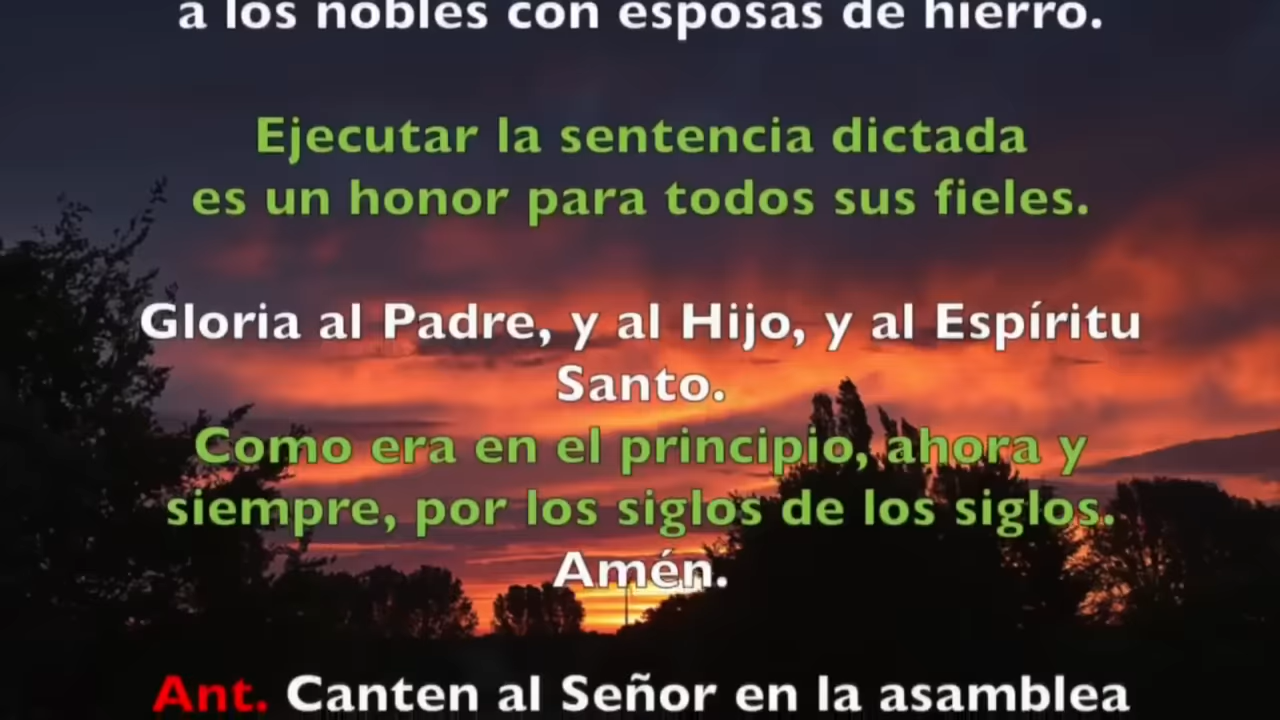 a los nobles con esposas de hierro.
Ejecutar la sentencia dictada
es un honor para todos sus fieles.
Gloria al Padre, y al Hijo, y al Espíritu
Santo.
Como era en el principio, ahora y
siempre, por los siglos de los siglos.
Amén.
Ant. Canten al Señor en la asamblea